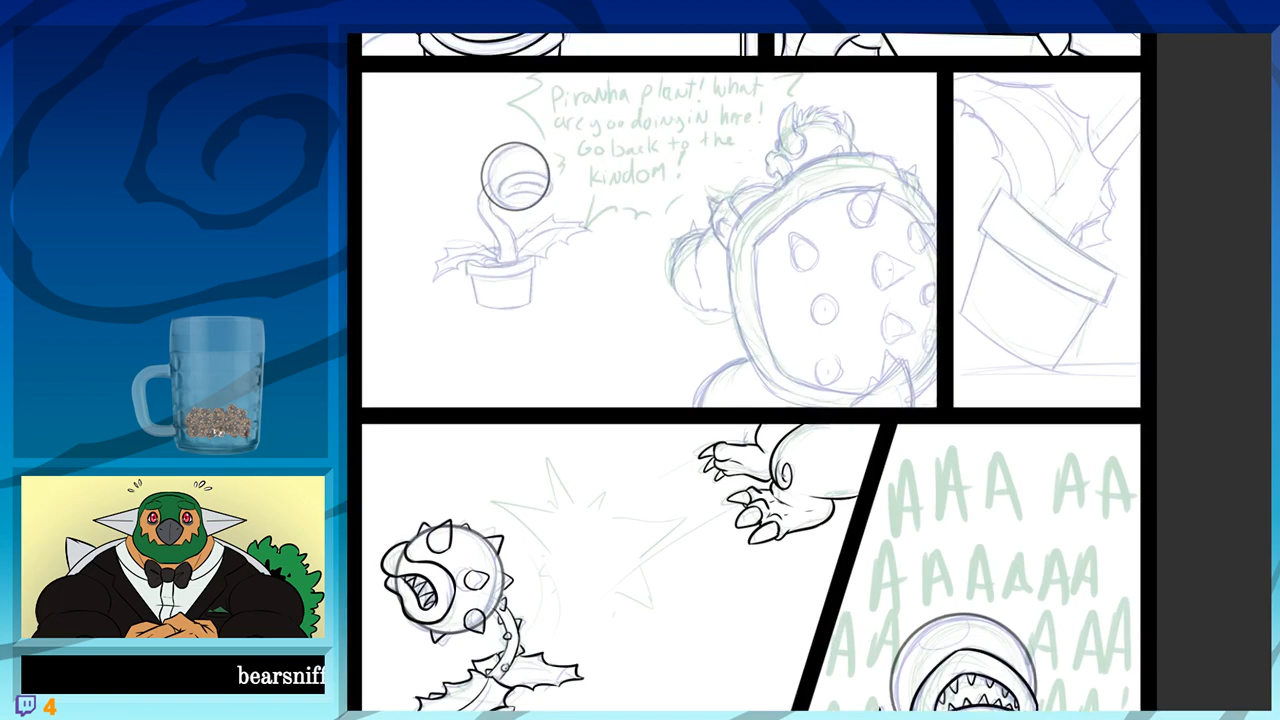 Piranha plant! What
are you doing in here!
Go back to the
kindom!
AAA AA
AAAAAA
AA AAA
bearsniff
4